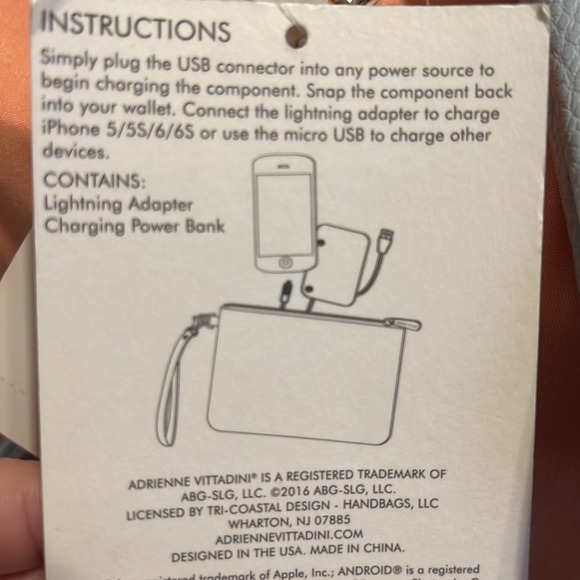 INSTRUCTIONS
Simply plug the USB connector into any power source to
begin charging the component. Snap the component back
into your wallet. Connect the lightning adapter to charge
iPhone 5/5S/6/6S or use the micro USB to charge other
devices.
CONTAINS:
Lightning Adapter
Charging Power Bank
ADRIENNE VITTADINI® IS A REGISTERED TRADEMARK OF
ABG-SLG, LLC. ©2016 ABG-SLG, LLC.
LICENSED BY TRI-COASTAL DESIGN - HANDBAGS, LLC
WHARTON, NJ 07885
ADRIENNEVITTADINI.COM
DESIGNED IN THE USA. MADE IN CHINA.
trademark of Apple, Inc.; ANDROID® is a registered